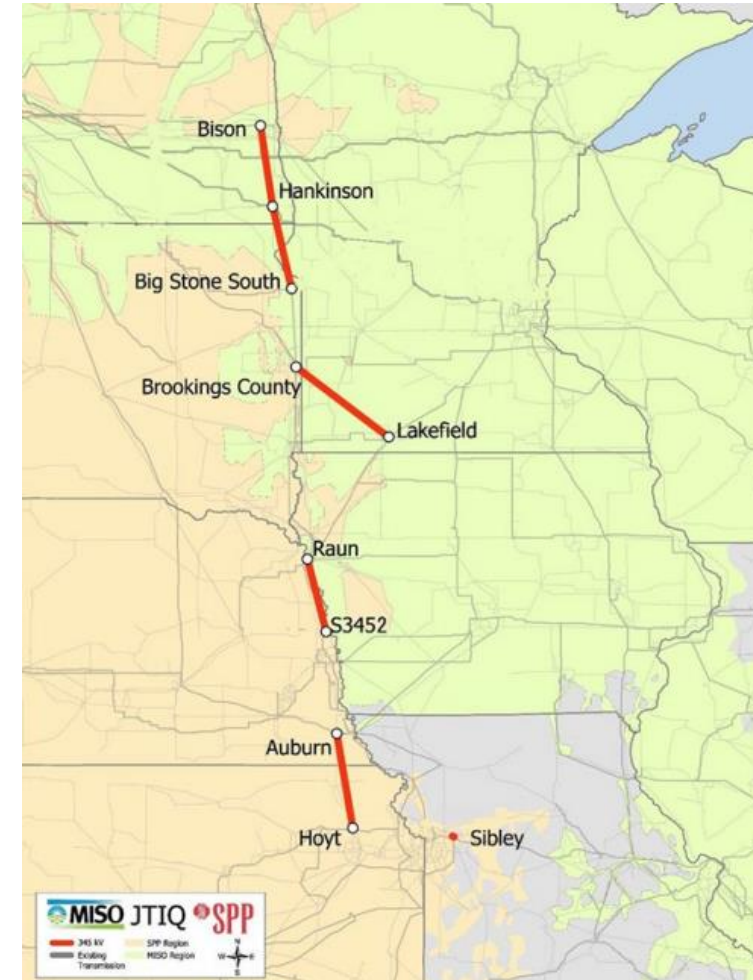 Bison
Hankinson
Big Stone South
Brookings County
Lakefield
Raun
S3452
Auburn
Hoyt
Sibley
MISO JTIQ SPP
345 kV
SPP Region
Existing
Transmission
MISO Region
N
W
E
S